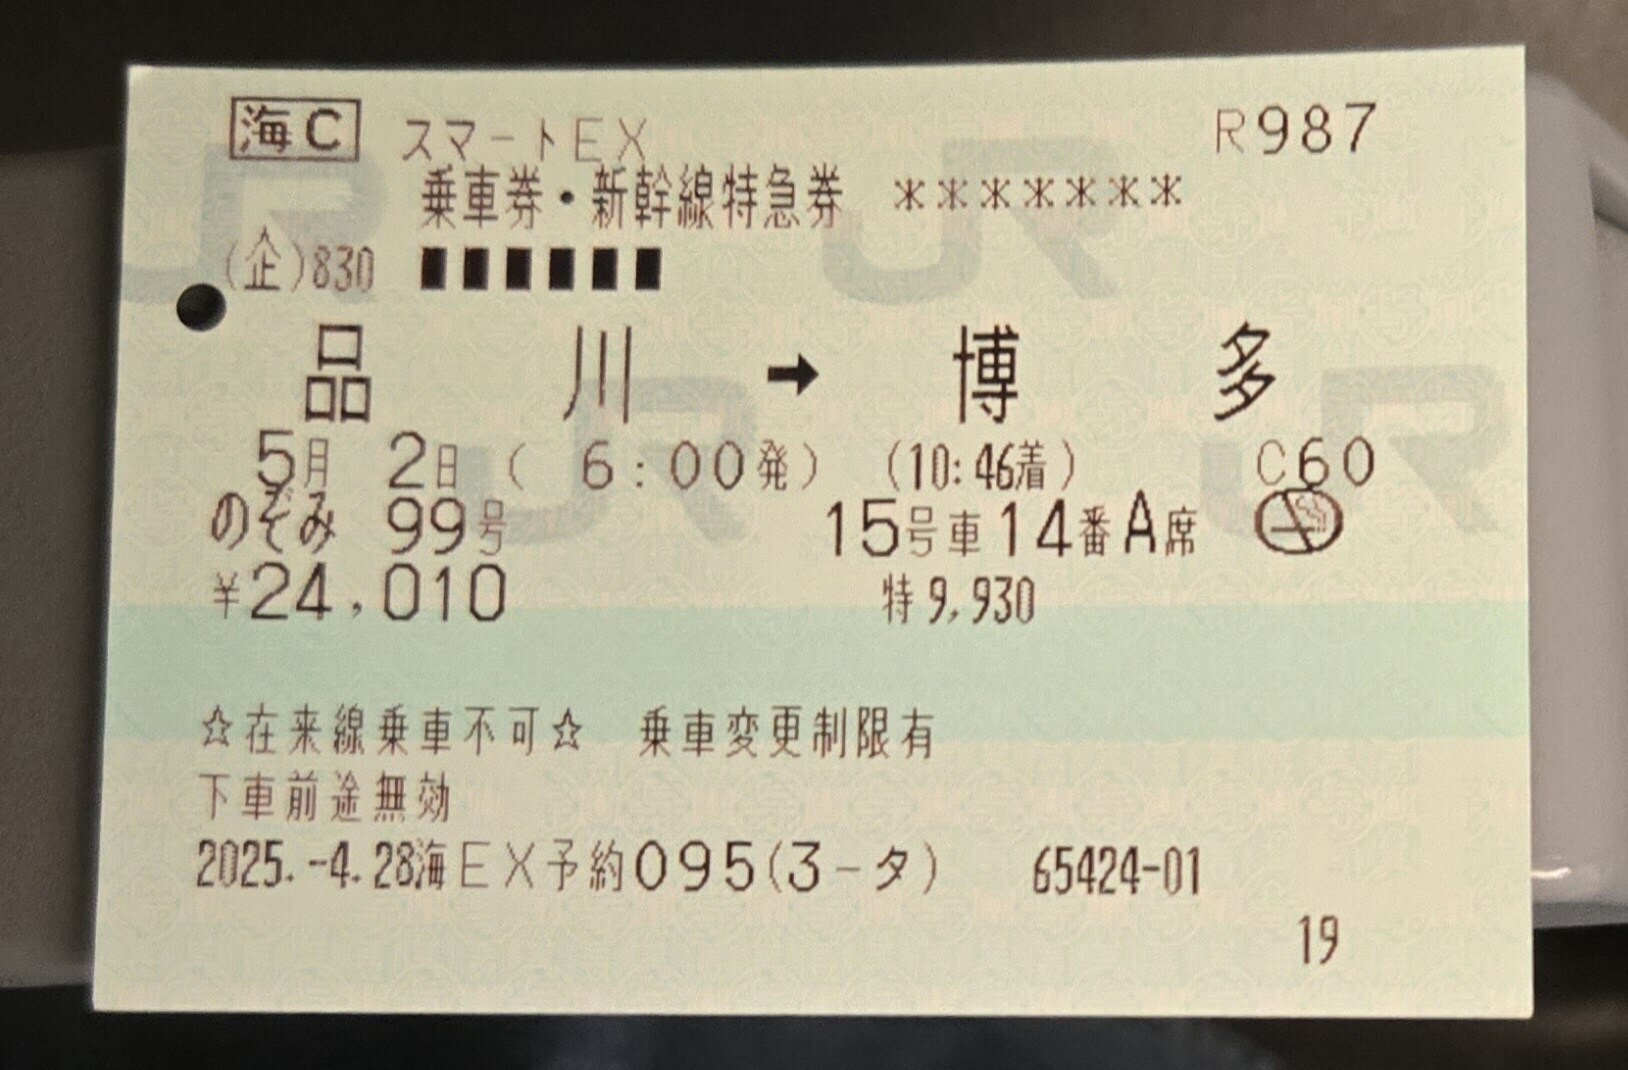 海C スマートEX R987
乗車券・新幹線特急券 *******
(企)830 ■■■■■■
品川➡博多
5月 2日 ( 6:00発) (10:46着) C60
のぞみ 99号 15号車14番A席
¥24,010 特9,930
☆在来線乗車不可☆ 乗車変更制限有
下車前途無効
2025.-4.28海EX予約095(3-タ) 65424-01
19